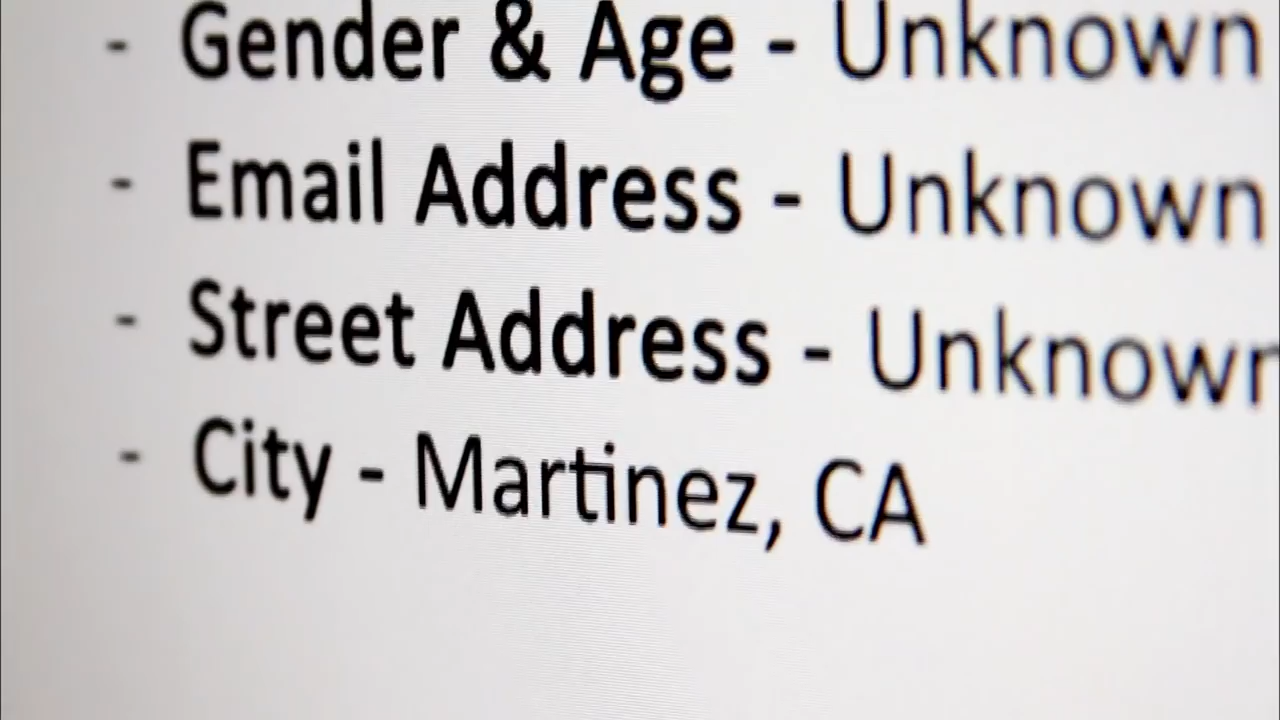 - Gender & Age - Unknown
- Email Address - Unknown
- Street Address - Unknown
- City - Martinez, CA